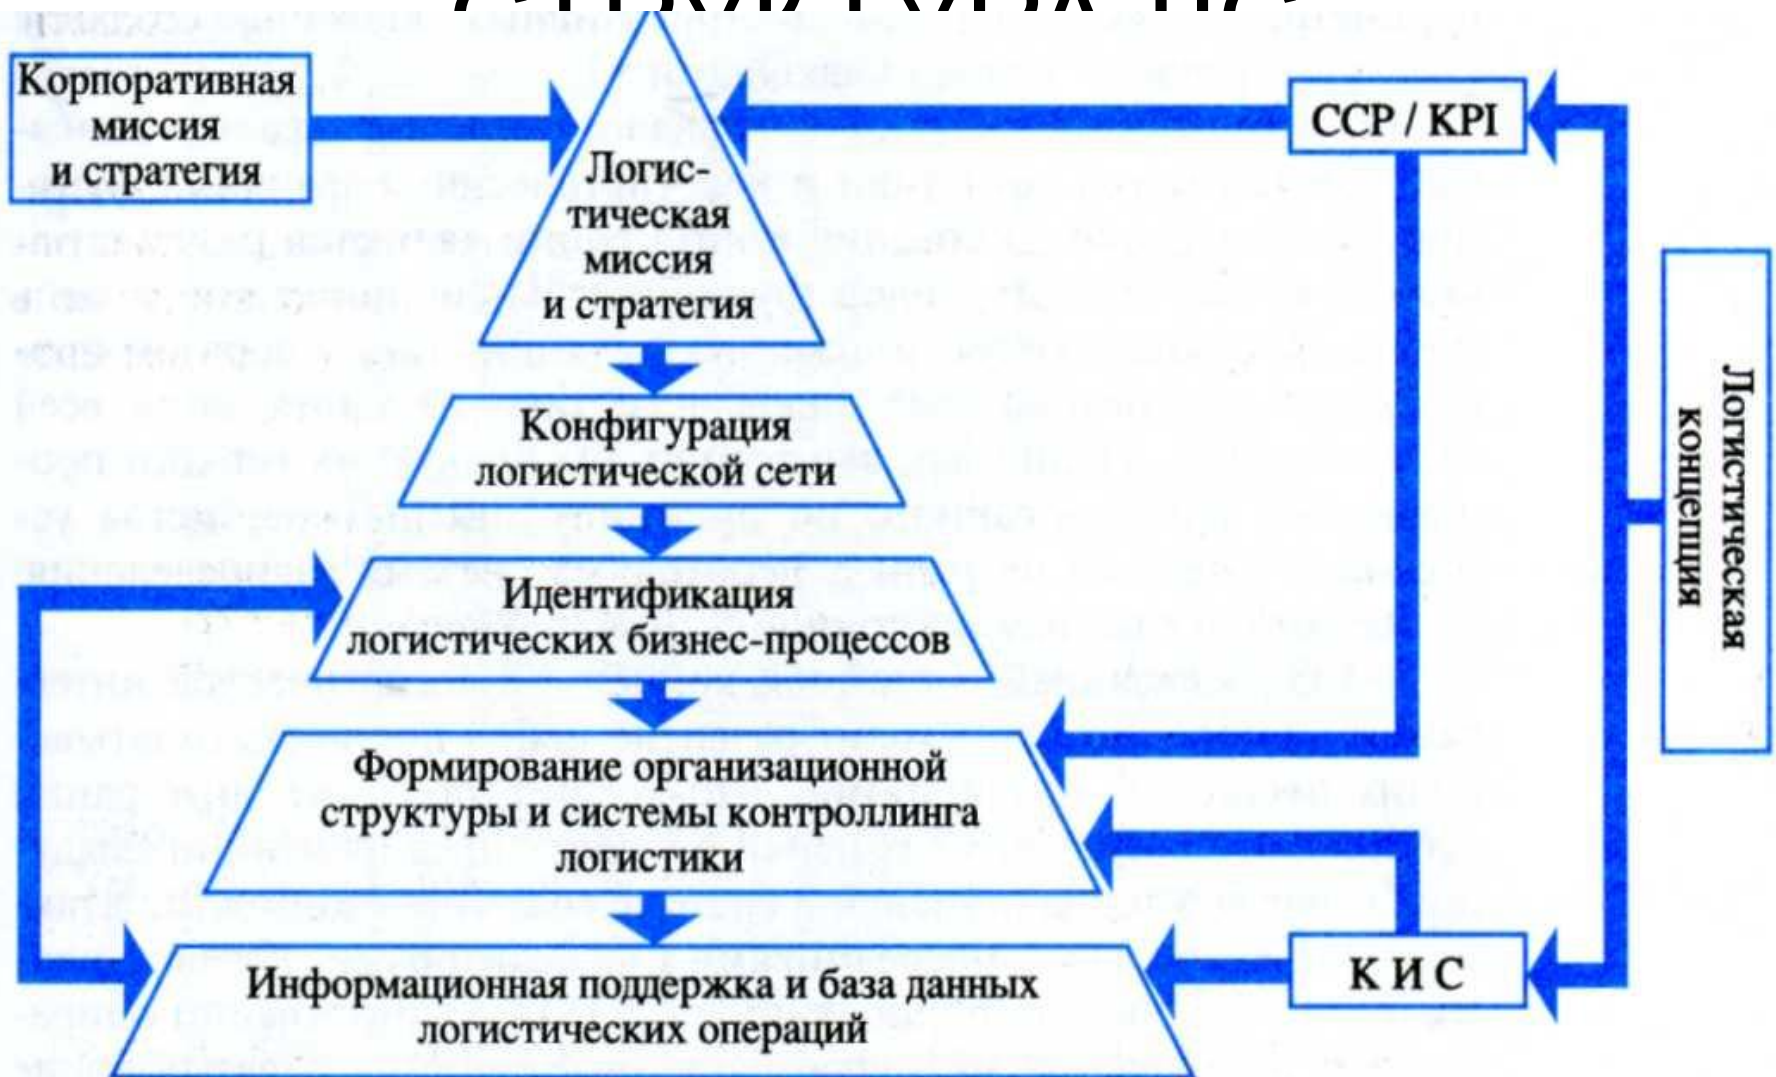 Корпоративная
миссия
и стратегия
Логис-
тическая
миссия
и стратегия
ССР / KPI
Конфигурация
логистической сети
Идентификация
логистических бизнес-процессов
Формирование организационной
структуры и системы контроллинга
логистики
Информационная поддержка и база данных
логистических операций
К И С
Логистическая
концепция